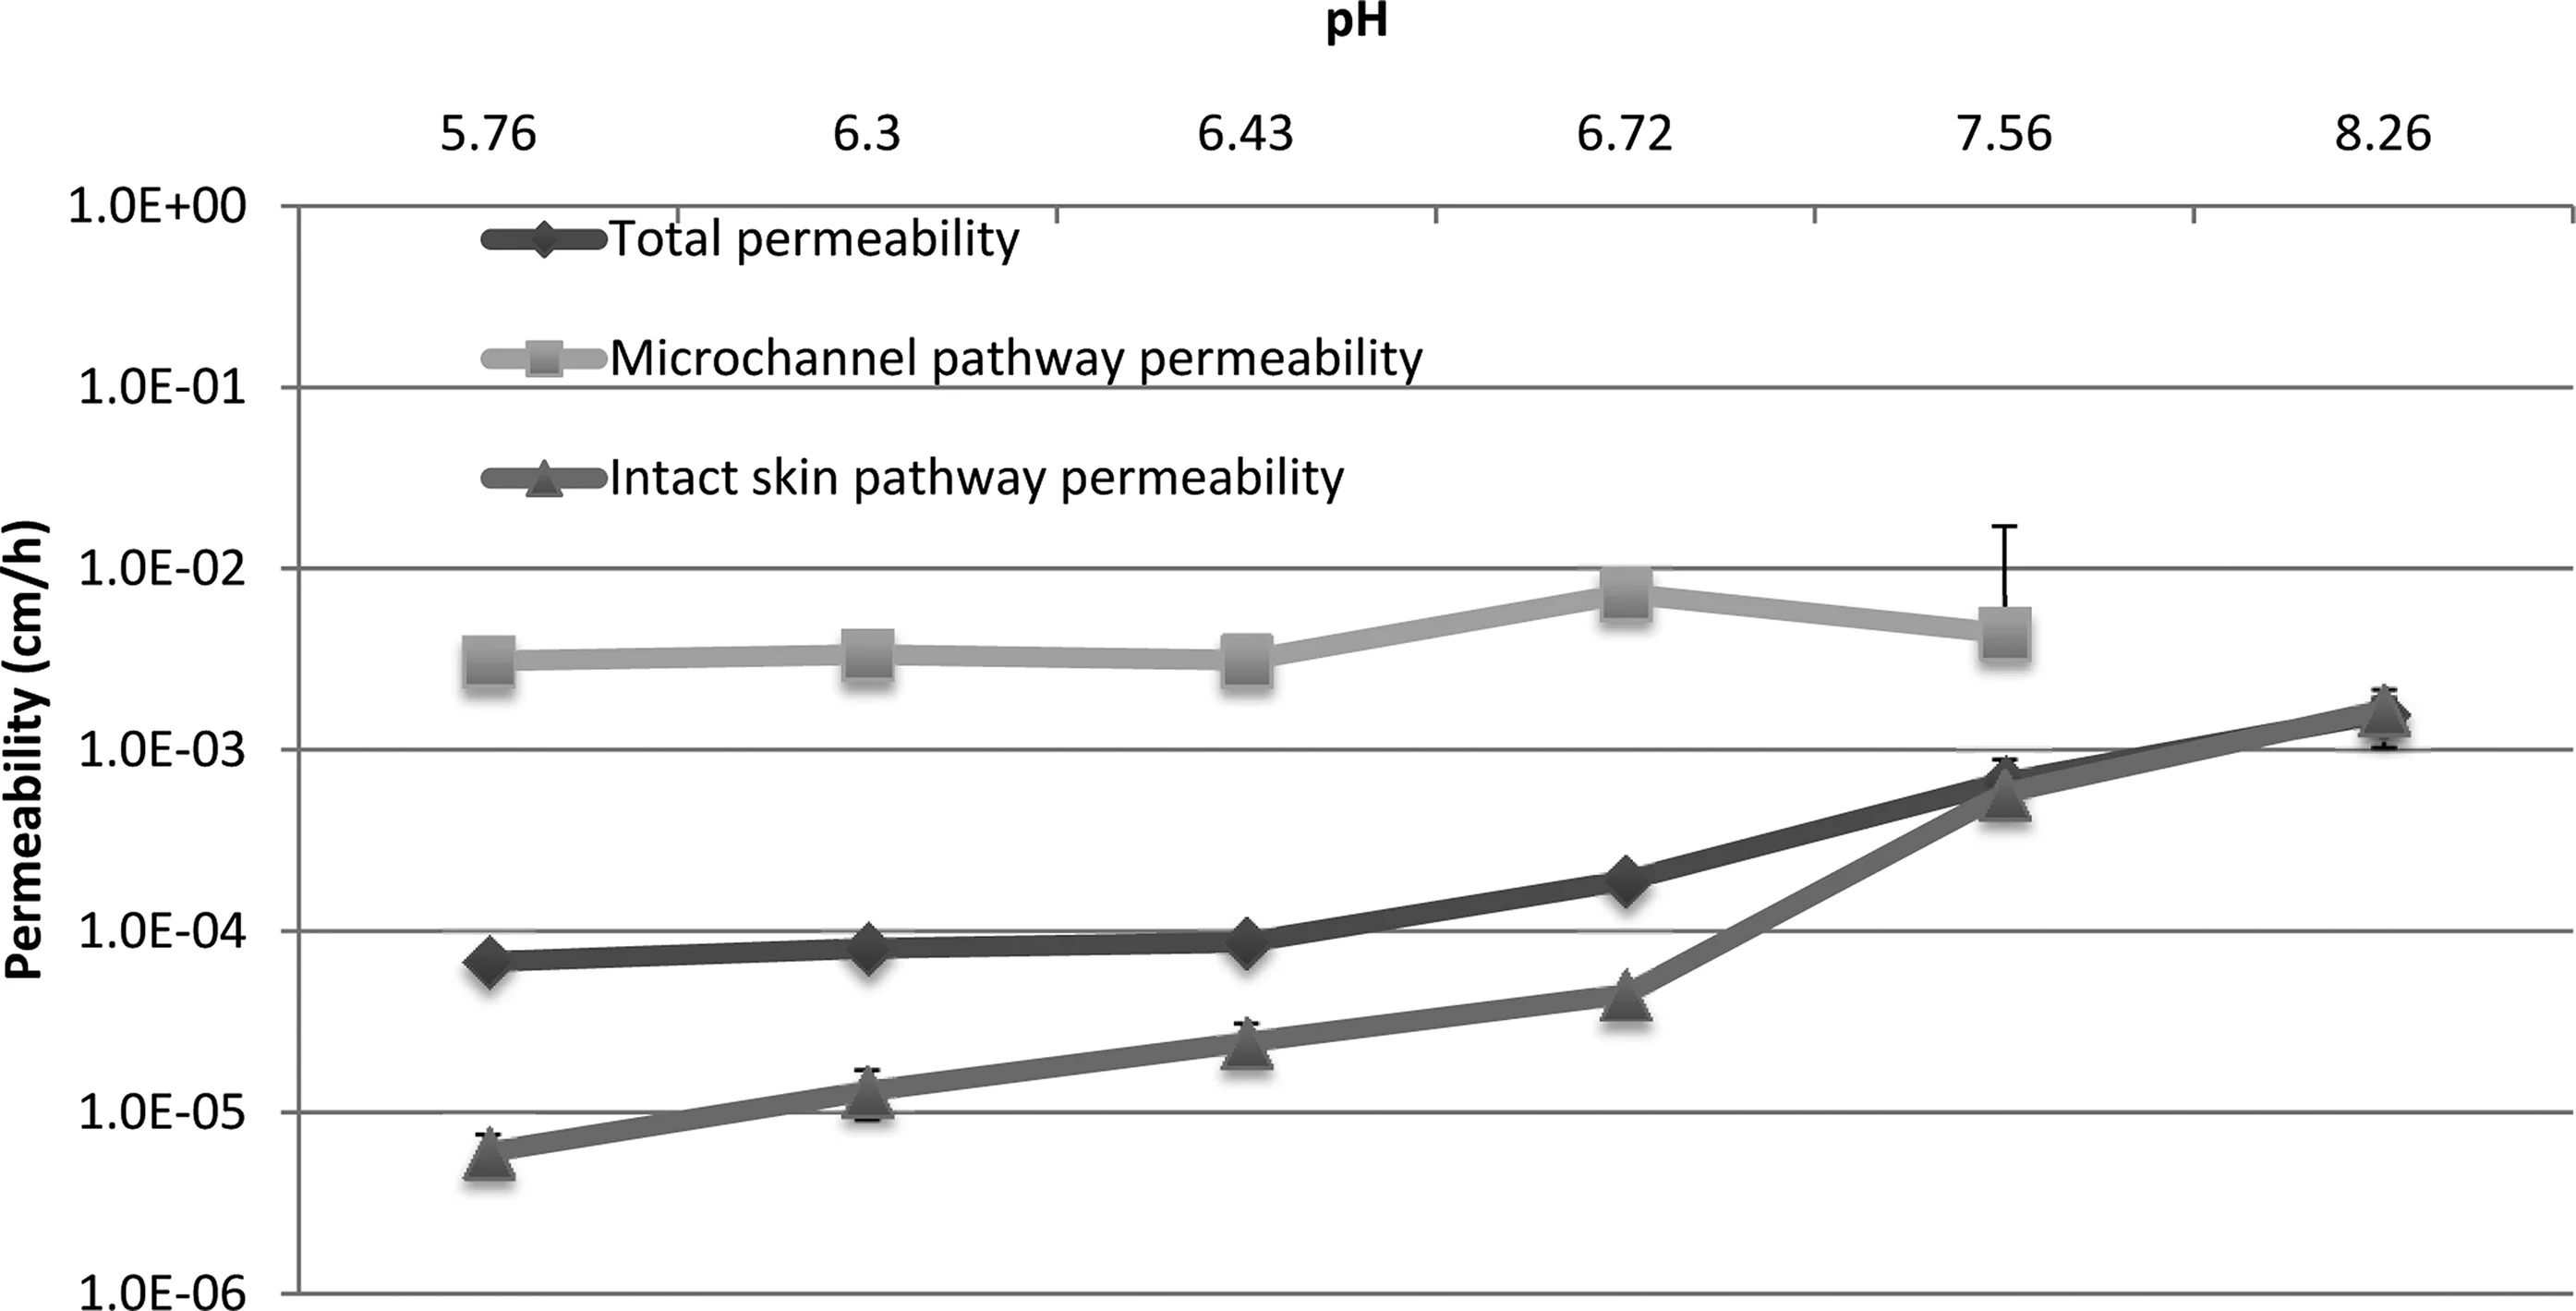 pH
5.76 6.3 6.43 6.72 7.56 8.26
1.0E+00
Total permeability
Microchannel pathway permeability
1.0E-01
Intact skin pathway permeability
1.0E-02
1.0E-03
1.0E-04
1.0E-05
1.0E-06
Permeability (cm/h)